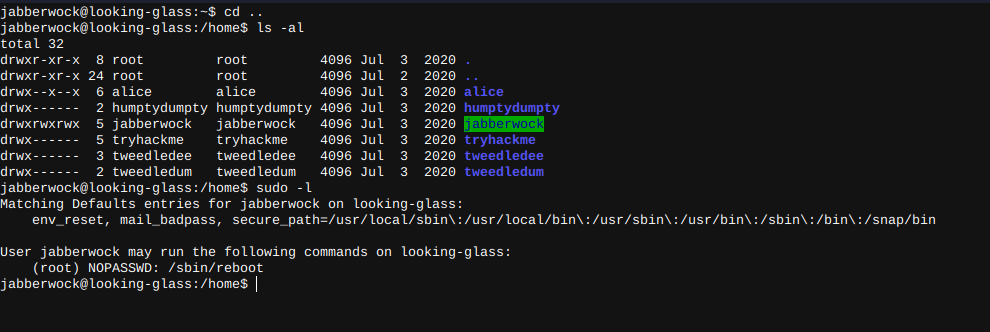 jabberwock@looking-glass:~$ cd ..
jabberwock@looking-glass:/home$ ls -al
total 32
drwxr-xr-x  8 root         root         4096 Jul  3  2020 .
drwxr-xr-x 24 root         root         4096 Jul  2  2020 ..
drwx--x--x  6 alice        alice        4096 Jul  3  2020 alice
drwx------  2 humptydumpty humptydumpty 4096 Jul  3  2020 humptydumpty
drwxrwxrwx  5 jabberwock   jabberwock   4096 Jul  3  2020 jabberwock
drwx------  5 tryhackme    tryhackme    4096 Jul  3  2020 tryhackme
drwx------  3 tweedledee   tweedledee   4096 Jul  3  2020 tweedledee
drwx------  2 tweedledum   tweedledum   4096 Jul  3  2020 tweedledum
jabberwock@looking-glass:/home$ sudo -l
Matching Defaults entries for jabberwock on looking-glass:
    env_reset, mail_badpass, secure_path=/usr/local/sbin\:/usr/local/bin\:/usr/sbin\:/usr/bin\:/sbin\:/bin\:/snap/bin

User jabberwock may run the following commands on looking-glass:
    (root) NOPASSWD: /sbin/reboot
jabberwock@looking-glass:/home$